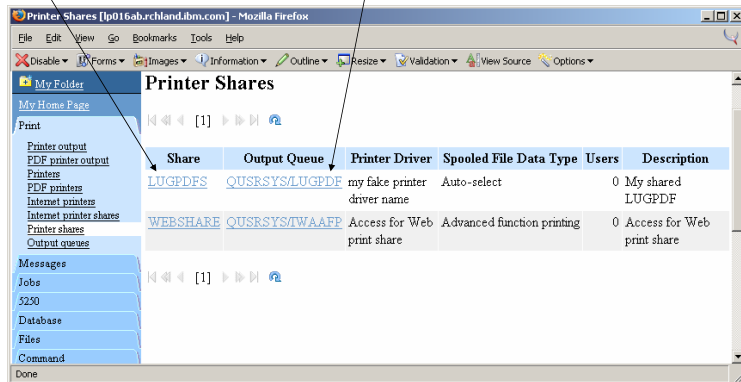 Printer Shares [lp016ab.rchland.ibm.com] - Mozilla Firefox
File Edit View Go Bookmarks Tools Help
Disable Forms Images Information Outline Resize Validation View Source Options
My Folder
My Home Page
Print
Printer output
PDF printer output
Printers
PDF printers
Internet printers
Internet printer shares
Printer shares
Output queues
Messages
Jobs
5250
Database
Files
Command
Printer Shares
[1]
Share Output Queue Printer Driver Spooled File Data Type Users Description
LUGPDFS QUSRSYS/LUGPDF my fake printer driver name Auto-select 0 My shared LUGPDF
WEBSHARE QUSRSYS/IWAAFP Access for Web print share Advanced function printing 0 Access for Web print share
[1]
Done